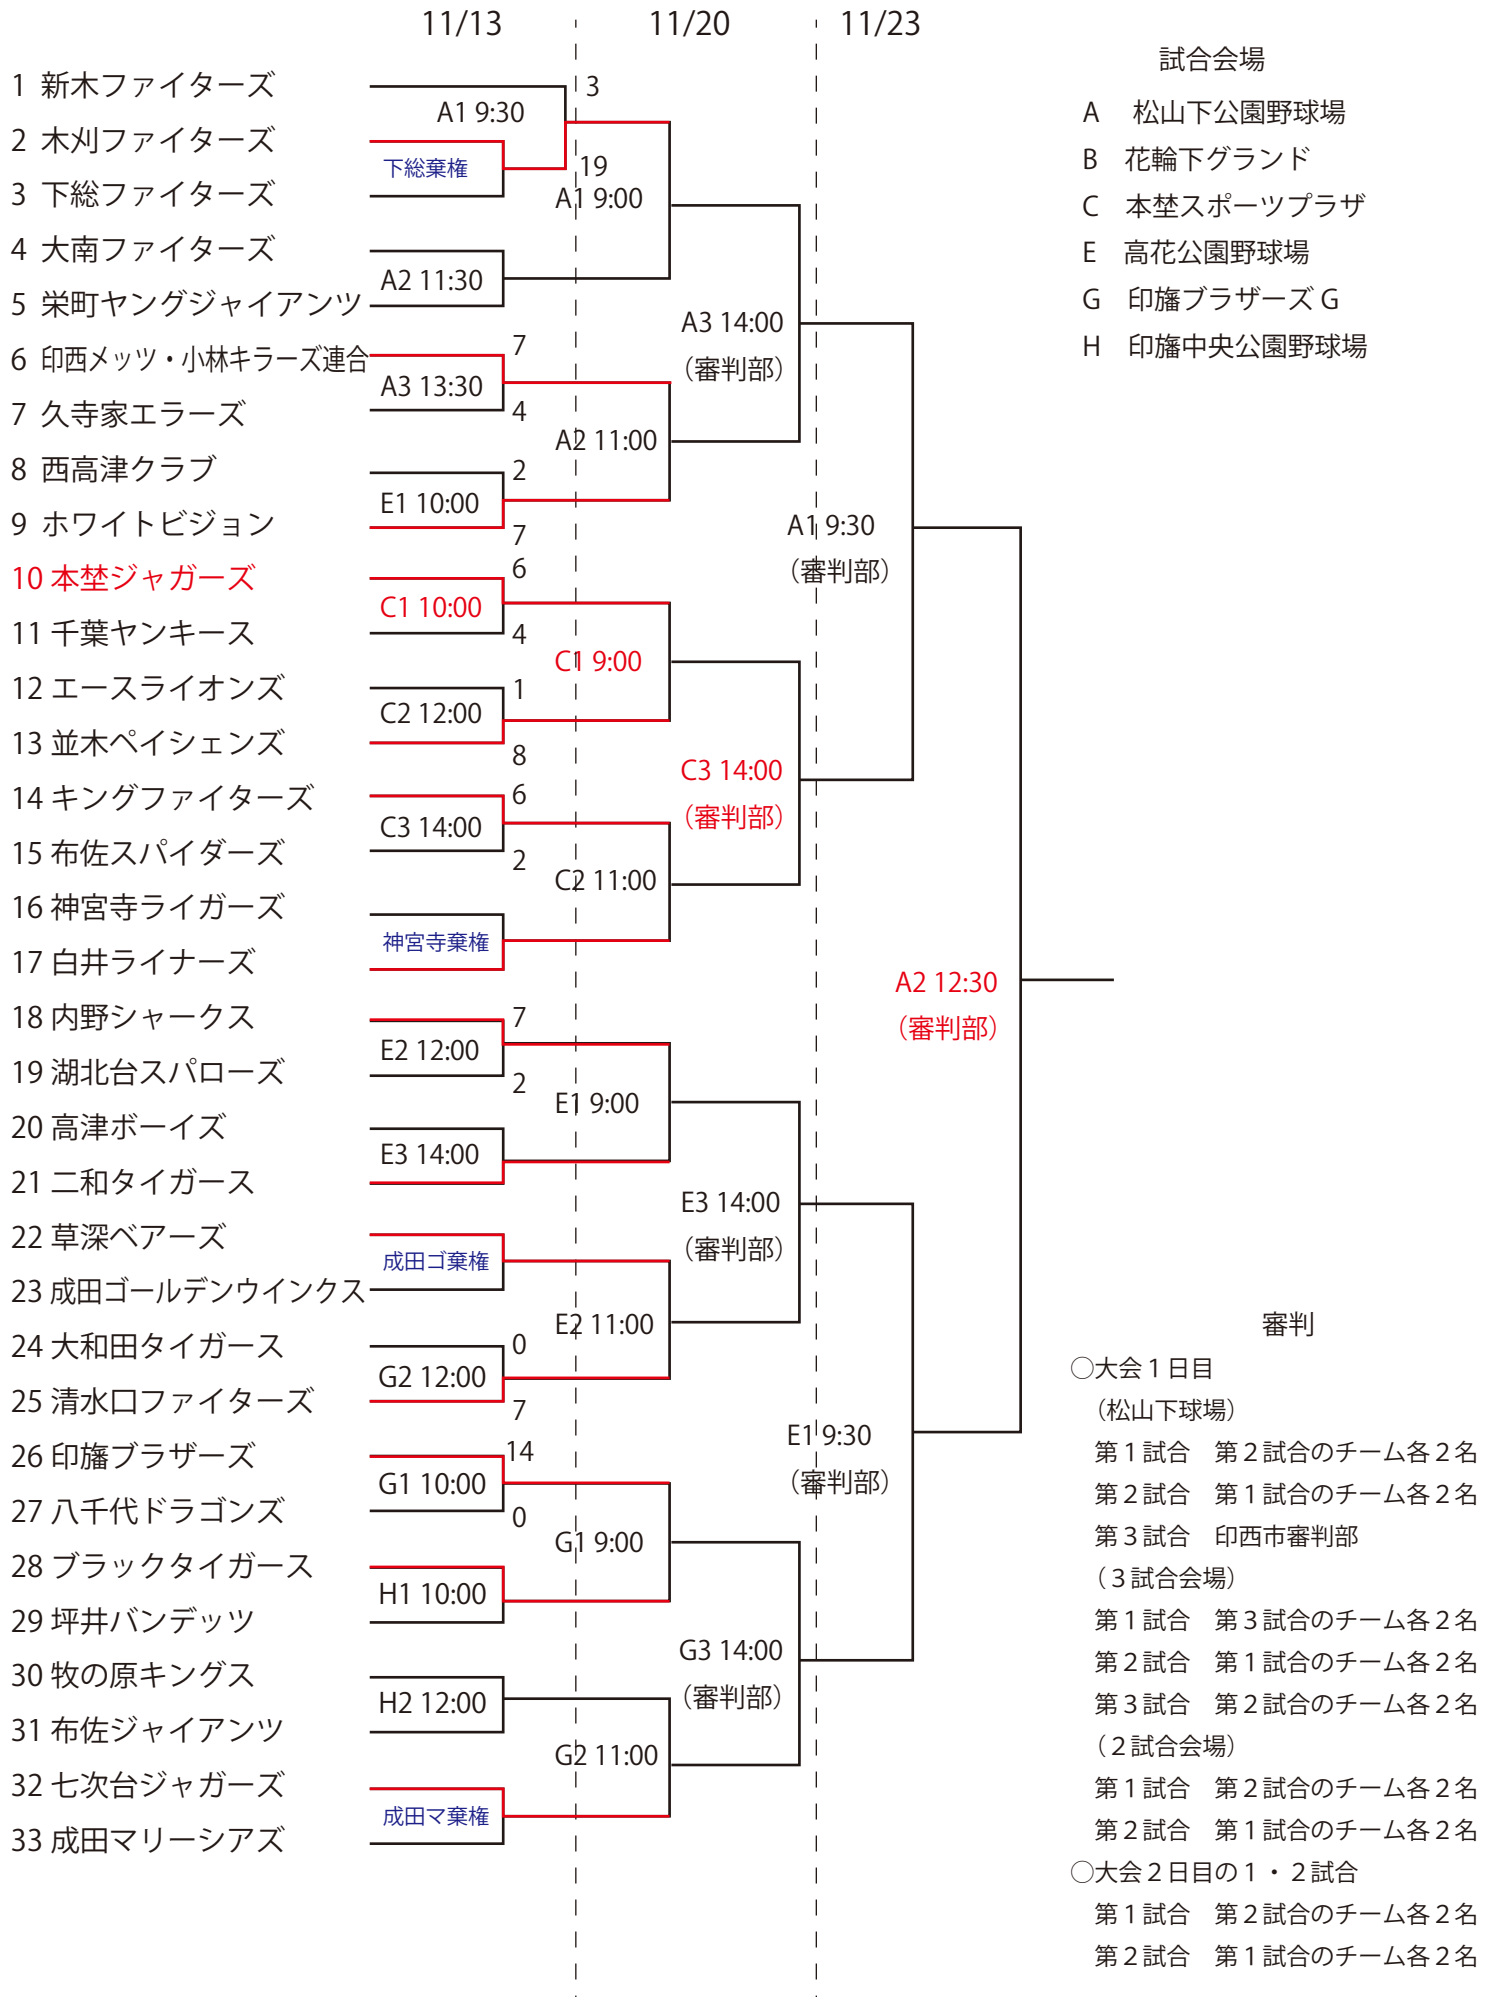 11/13
11/20
11/23
1 新木ファイターズ
2 木刈ファイターズ
3 下総ファイターズ
4 大南ファイターズ
5 栄町ヤングジャイアンツ
6 印西メッツ・小林キラーズ連合
7 久寺家エラーズ
8 西高津クラブ
9 ホワイトビジョン
10 本埜ジャガーズ
11 千葉ヤンキース
12 エースライオンズ
13 並木ペイシェンズ
14 キングファイターズ
15 布佐スパイダーズ
16 神宮寺ライガーズ
17 白井ライナーズ
18 内野シャークス
19 湖北台スパローズ
20 高津ボーイズ
21 二和タイガース
22 草深ベアーズ
23 成田ゴールデンウインクス
24 大和田タイガース
25 清水口ファイターズ
26 印旛ブラザーズ
27 八千代ドラゴンズ
28 ブラックタイガース
29 坪井バンデッツ
30 牧の原キングス
31 布佐ジャイアンツ
32 七次台ジャガーズ
33 成田マリーシアズ
A1 9:30
3
下総棄権
19
A2 11:30
7
A3 13:30
4
2
E1 10:00
7
6
C1 10:00
4
1
C2 12:00
8
6
C3 14:00
2
神宮寺棄権
7
E2 12:00
2
E3 14:00
成田ゴ棄権
0
G2 12:00
7
14
G1 10:00
0
H1 10:00
H2 12:00
成田マ棄権
A1 9:00
A2 11:00
C1 9:00
C2 11:00
E1 9:00
E2 11:00
G1 9:00
G2 11:00
A3 14:00
（審判部）
C3 14:00
（審判部）
E3 14:00
（審判部）
G3 14:00
（審判部）
A1 9:30
（審判部）
E1 9:30
（審判部）
A2 12:30
（審判部）
試合会場
A 松山下公園野球場
B 花輪下グランド
C 本埜スポーツプラザ
E 高花公園野球場
G 印旛ブラザーズ G
H 印旛中央公園野球場
審判
○大会１日目
（松山下球場）
第１試合　第２試合のチーム各２名
第２試合　第１試合のチーム各２名
第３試合　印西市審判部
（３試合会場）
第１試合　第３試合のチーム各２名
第２試合　第１試合のチーム各２名
第３試合　第２試合のチーム各２名
（２試合会場）
第１試合　第２試合のチーム各２名
第２試合　第１試合のチーム各２名
○大会２日目の１・２試合
第１試合　第２試合のチーム各２名
第２試合　第１試合のチーム各２名